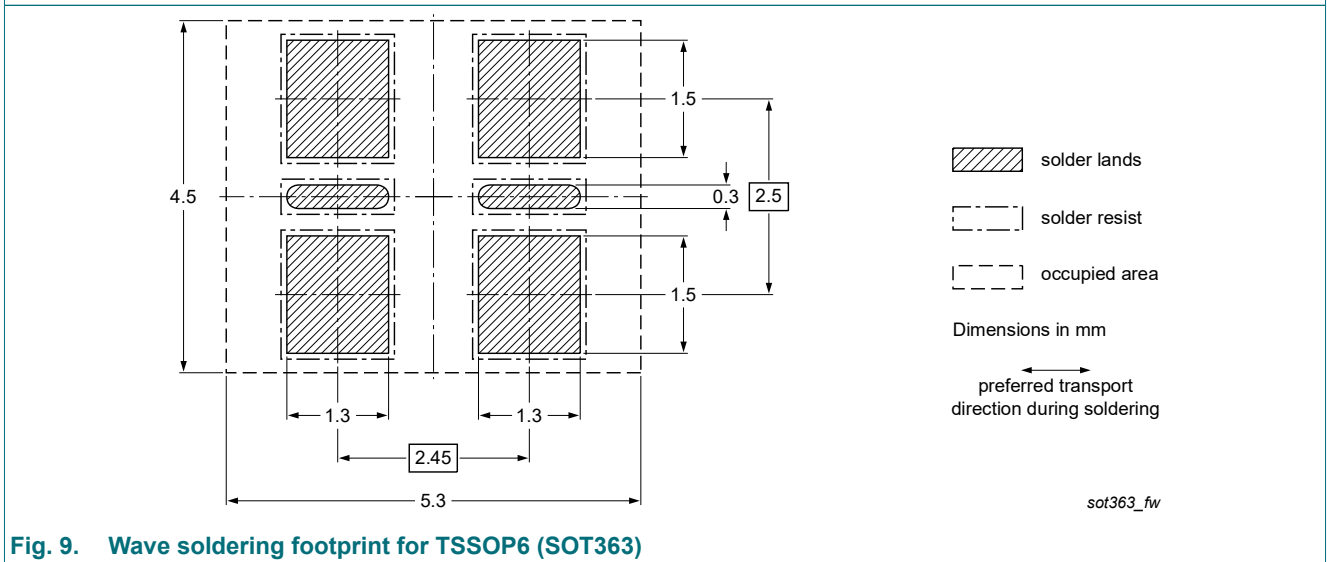 1.5
4.5
0.3 2.5
1.5
1.3 1.3
2.45
5.3
solder lands
solder resist
occupied area
Dimensions in mm
preferred transport
direction during soldering
sot363_fw
Fig. 9. Wave soldering footprint for TSSOP6 (SOT363)